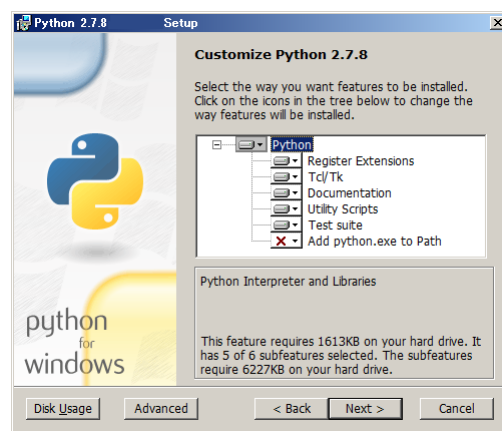 Python 2.7.8 Setup
Customize Python 2.7.8
Select the way you want features to be installed.
Click on the icons in the tree below to change the
way features will be installed.
Python
Register Extensions
Tcl/Tk
Documentation
Utility Scripts
Test suite
Add python.exe to Path
Python Interpreter and Libraries
This feature requires 1613KB on your hard drive. It
has 5 of 6 subfeatures selected. The subfeatures
require 6227KB on your hard drive.
python
for
windows
Disk Usage
Advanced
< Back
Next >
Cancel